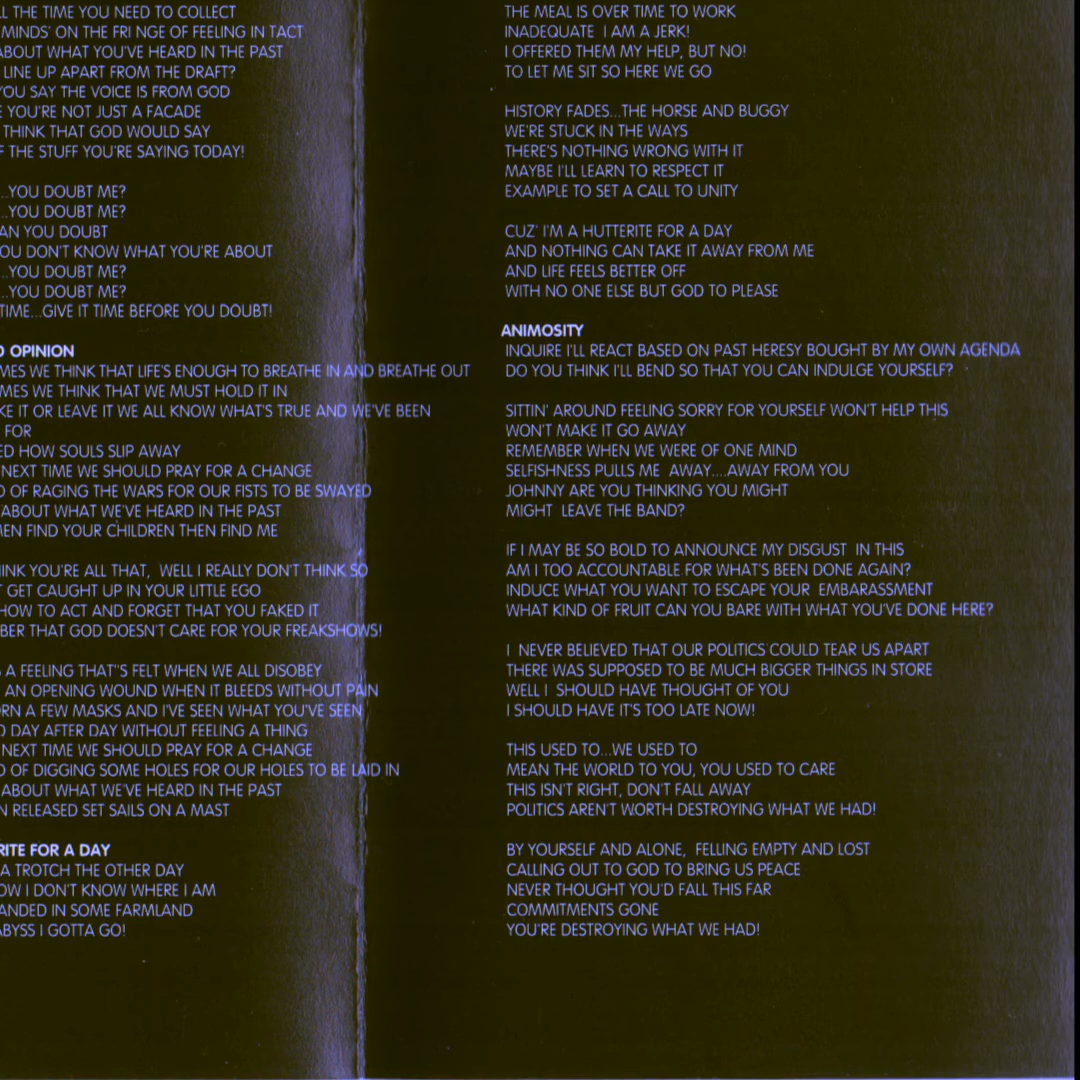 THE TIME YOU NEED TO COLLECT
MINDS' ON THE FRI NGE OF FEELING IN TACT
ABOUT WHAT YOU'VE HEARD IN THE PAST
LINE UP APART FROM THE DRAFT?
YOU SAY THE VOICE IS FROM GOD
YOU'RE NOT JUST A FACADE
THINK THAT GOD WOULD SAY
THE STUFF YOU'RE SAYING TODAY!
...YOU DOUBT ME?
...YOU DOUBT ME?
YOU DOUBT
DON'T KNOW WHAT YOU'RE ABOUT
...YOU DOUBT ME?
...YOU DOUBT ME?
TIME...GIVE IT TIME BEFORE YOU DOUBT!
OPINION
WE THINK THAT LIFE'S ENOUGH TO BREATHE IN AND BREATHE OUT
WE THINK THAT WE MUST HOLD IT IN
IT OR LEAVE IT WE ALL KNOW WHAT'S TRUE AND WE'VE BEEN
FOR
HOW SOULS SLIP AWAY
NEXT TIME WE SHOULD PRAY FOR A CHANGE
OF RAGING THE WARS FOR OUR FISTS TO BE SWAYED
ABOUT WHAT WE'VE HEARD IN THE PAST
FIND YOUR CHILDREN THEN FIND ME
YOU'RE ALL THAT, WELL I REALLY DON'T THINK SO
GET CAUGHT UP IN YOUR LITTLE EGO
HOW TO ACT AND FORGET THAT YOU FAKED IT
THAT GOD DOESN'T CARE FOR YOUR FREAKSHOWS!
A FEELING THAT"S FELT WHEN WE ALL DISOBEY
AN OPENING WOUND WHEN IT BLEEDS WITHOUT PAIN
A FEW MASKS AND I'VE SEEN WHAT YOU'VE SEEN
DAY AFTER DAY WITHOUT FEELING A THING
NEXT TIME WE SHOULD PRAY FOR A CHANGE
OF DIGGING SOME HOLES FOR OUR HOLES TO BE LAID IN
ABOUT WHAT WE'VE HEARD IN THE PAST
RELEASED SET SAILS ON A MAST
FOR A DAY
A TROTCH THE OTHER DAY
I DON'T KNOW WHERE I AM
IN SOME FARMLAND
I GOTTA GO!
THE MEAL IS OVER TIME TO WORK
INADEQUATE I AM A JERK!
I OFFERED THEM MY HELP, BUT NO!
TO LET ME SIT SO HERE WE GO
HISTORY FADES...THE HORSE AND BUGGY
WE'RE STUCK IN THE WAYS
THERE'S NOTHING WRONG WITH IT
MAYBE I'LL LEARN TO RESPECT IT
EXAMPLE TO SET A CALL TO UNITY
CUZ' I'M A HUTTERITE FOR A DAY
AND NOTHING CAN TAKE IT AWAY FROM ME
AND LIFE FEELS BETTER OFF
WITH NO ONE ELSE BUT GOD TO PLEASE
ANIMOSITY
INQUIRE I'LL REACT BASED ON PAST HERESY BOUGHT BY MY OWN AGENDA
DO YOU THINK I'LL BEND SO THAT YOU CAN INDULGE YOURSELF?
SITTIN' AROUND FEELING SORRY FOR YOURSELF WON'T HELP THIS
WON'T MAKE IT GO AWAY
REMEMBER WHEN WE WERE OF ONE MIND
SELFISHNESS PULLS ME AWAY....AWAY FROM YOU
JOHNNY ARE YOU THINKING YOU MIGHT
MIGHT LEAVE THE BAND?
IF I MAY BE SO BOLD TO ANNOUNCE MY DISGUST IN THIS
AM I TOO ACCOUNTABLE FOR WHAT'S BEEN DONE AGAIN?
INDUCE WHAT YOU WANT TO ESCAPE YOUR EMBARASSMENT
WHAT KIND OF FRUIT CAN YOU BARE WITH WHAT YOU'VE DONE HERE?
I NEVER BELIEVED THAT OUR POLITICS COULD TEAR US APART
THERE WAS SUPPOSED TO BE MUCH BIGGER THINGS IN STORE
WELL I SHOULD HAVE THOUGHT OF YOU
I SHOULD HAVE IT'S TOO LATE NOW!
THIS USED TO...WE USED TO
MEAN THE WORLD TO YOU, YOU USED TO CARE
THIS ISN'T RIGHT, DON'T FALL AWAY
POLITICS AREN'T WORTH DESTROYING WHAT WE HAD!
BY YOURSELF AND ALONE, FELLING EMPTY AND LOST
CALLING OUT TO GOD TO BRING US PEACE
NEVER THOUGHT YOU'D FALL THIS FAR
COMMITMENTS GONE
YOU'RE DESTROYING WHAT WE HAD!